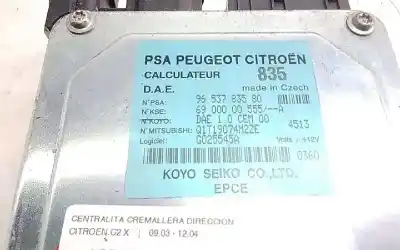 PSA PEUGEOT CITROËN
CALCULATEUR 835
D.A.E. made in Czech
N°PSA: 96 537 835 80
N°KSE: 69 000 00 555/--A
N°KOYO: DAE 1.0 CEM 00
N°MITSUBISHI: Q1T19074M2ZE 4513
Logiciel: G025545A Volts +12V
0360
KOYO SEIKO CO.,LTD.
EPCE
CENTRALITA CREMALLERA DIRECCION
CITROEN.C2 X | 09.03 - 12.04